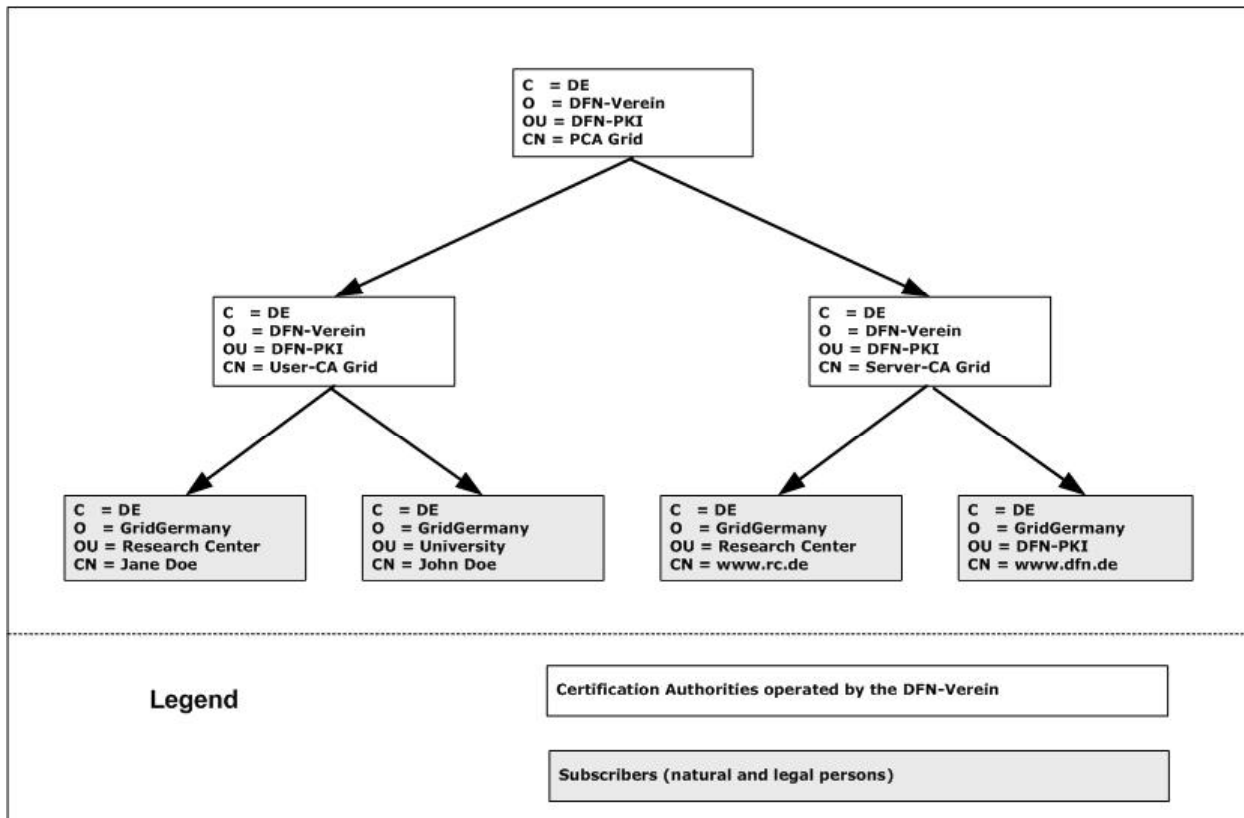 C = DE
O = DFN-Verein
OU = DFN-PKI
CN = PCA Grid
C = DE
O = DFN-Verein
OU = DFN-PKI
CN = User-CA Grid
C = DE
O = DFN-Verein
OU = DFN-PKI
CN = Server-CA Grid
C = DE
O = GridGermany
OU = Research Center
CN = Jane Doe
C = DE
O = GridGermany
OU = University
CN = John Doe
C = DE
O = GridGermany
OU = Research Center
CN = www.rc.de
C = DE
O = GridGermany
OU = DFN-PKI
CN = www.dfn.de
Legend
Certification Authorities operated by the DFN-Verein
Subscribers (natural and legal persons)